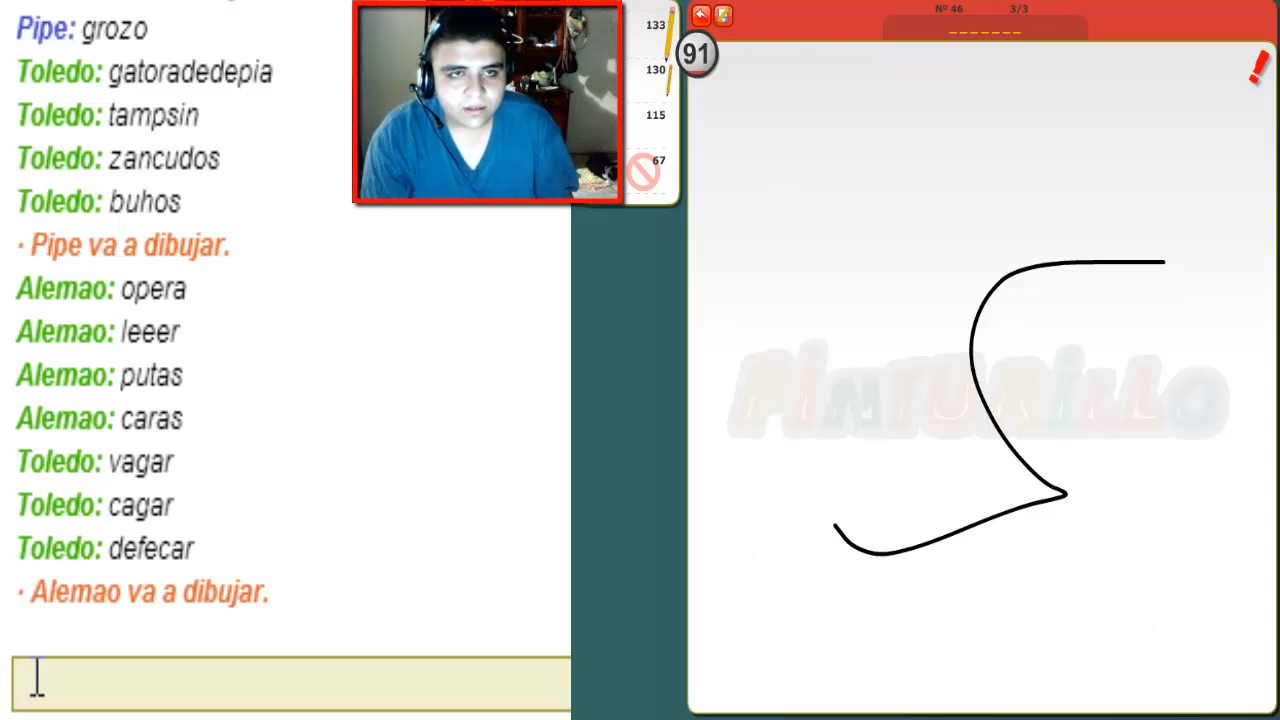 Pipe: grozo
Toledo: gatoradedepia
Toledo: tampsin
Toledo: zancudos
Toledo: buhos
· Pipe va a dibujar.
Alemao: opera
Alemao: leeer
Alemao: putas
Alemao: caras
Toledo: vagar
Toledo: cagar
Toledo: defecar
· Alemao va a dibujar.
133
130
115
67
91
Nº 46 3/3
_ _ _ _ _ _ _
!
PINTURILLO